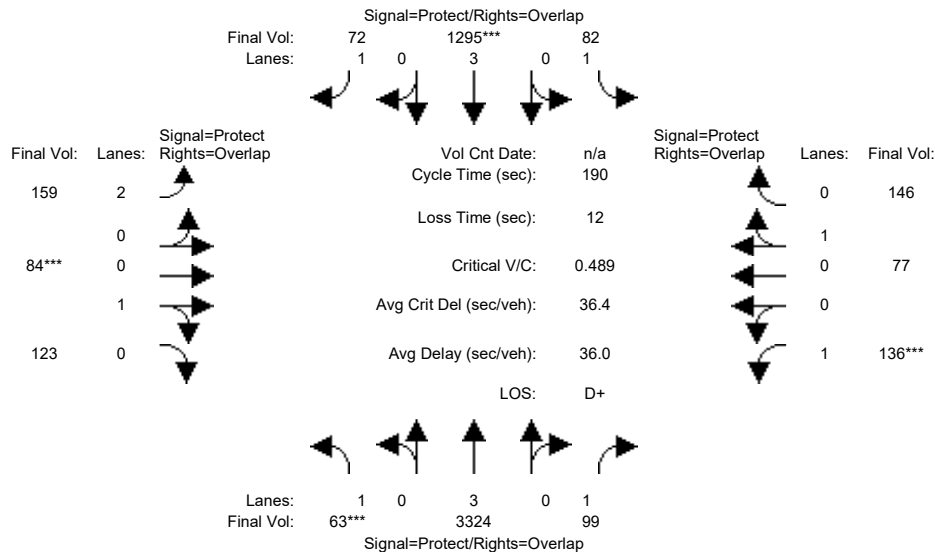 Signal=Protect/Rights=Overlap
Final Vol: 72 1295*** 82
Lanes: 1 0 3 0 1
Signal=Protect Signal=Protect
Final Vol: Lanes: Rights=Overlap Vol Cnt Date: n/a Rights=Overlap Lanes: Final Vol:
Cycle Time (sec): 190
159 2 0 146
Loss Time (sec): 12
0 1
84*** 0 Critical V/C: 0.489 0 77
1 Avg Crit Del (sec/veh): 36.4 0
123 0 Avg Delay (sec/veh): 36.0 1 136***
LOS: D+
Lanes: 1 0 3 0 1
Final Vol: 63*** 3324 99
Signal=Protect/Rights=Overlap